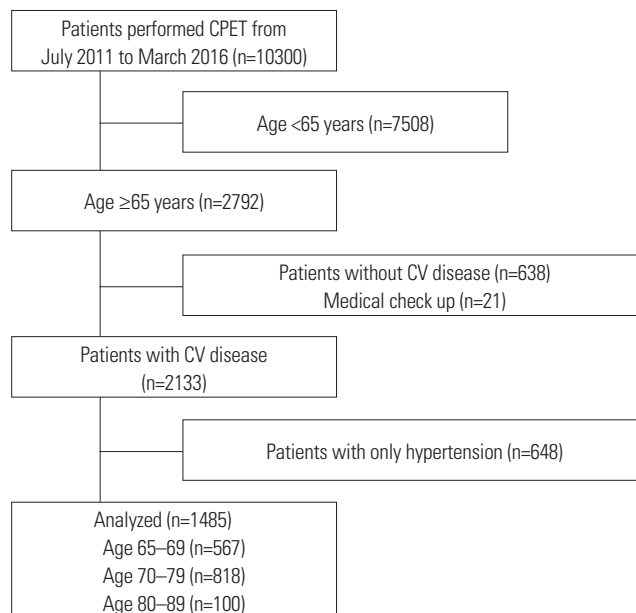 Patients performed CPET from
July 2011 to March 2016 (n=10300)
Age <65 years (n=7508)
Age ≥65 years (n=2792)
Patients without CV disease (n=638)
Medical check up (n=21)
Patients with CV disease
(n=2133)
Patients with only hypertension (n=648)
Analyzed (n=1485)
Age 65–69 (n=567)
Age 70–79 (n=818)
Age 80–89 (n=100)